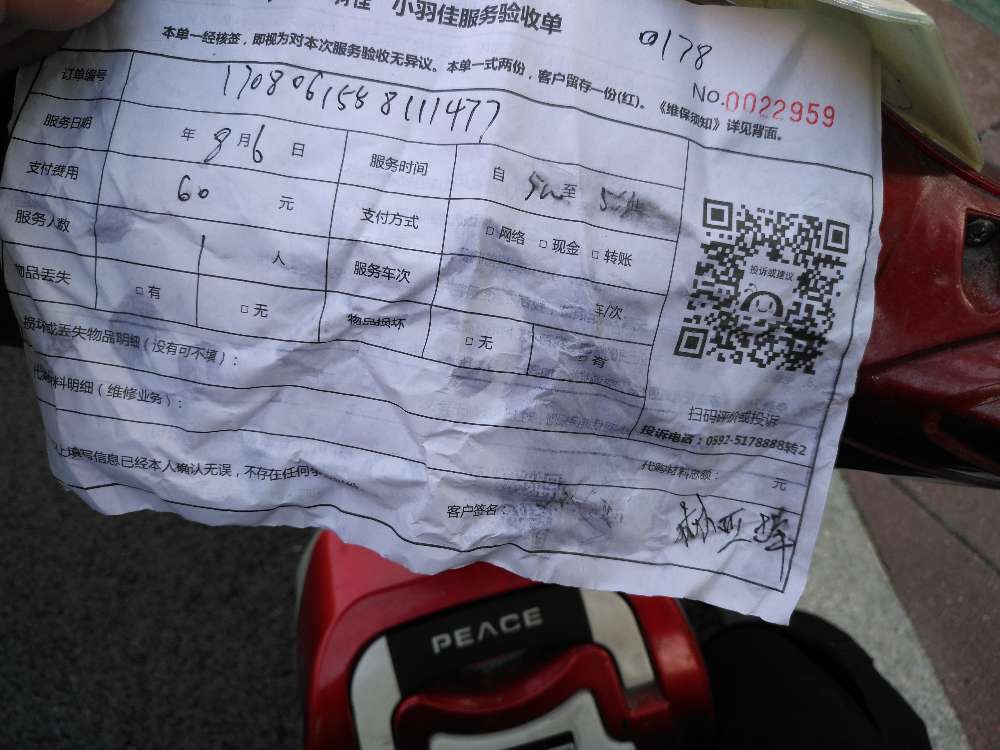 小羽佳服务验收单
0178
本单一经核签，即视为对本次服务验收无异议。本单一式两份，客户留存一份(红)。《维保须知》详见背面。
No.0022959
订单编号 1708061588111477
服务日期 年 8 月 6 日 服务时间 自 至
支付费用 60 元 支付方式 □网络 □现金 □转账
服务人数 1 人 服务车次 车/次
物品丢失 □有 □无 物品损坏 □无 □有
损坏或丢失物品明细（没有可不填）：
料明细（维修业务）：
投诉或建议
扫码评价或投诉
投诉电话：0592-5178888转2
代购材料总额： 元
上填写信息已经本人确认无误，不存在任何
客户签名：
PEACE